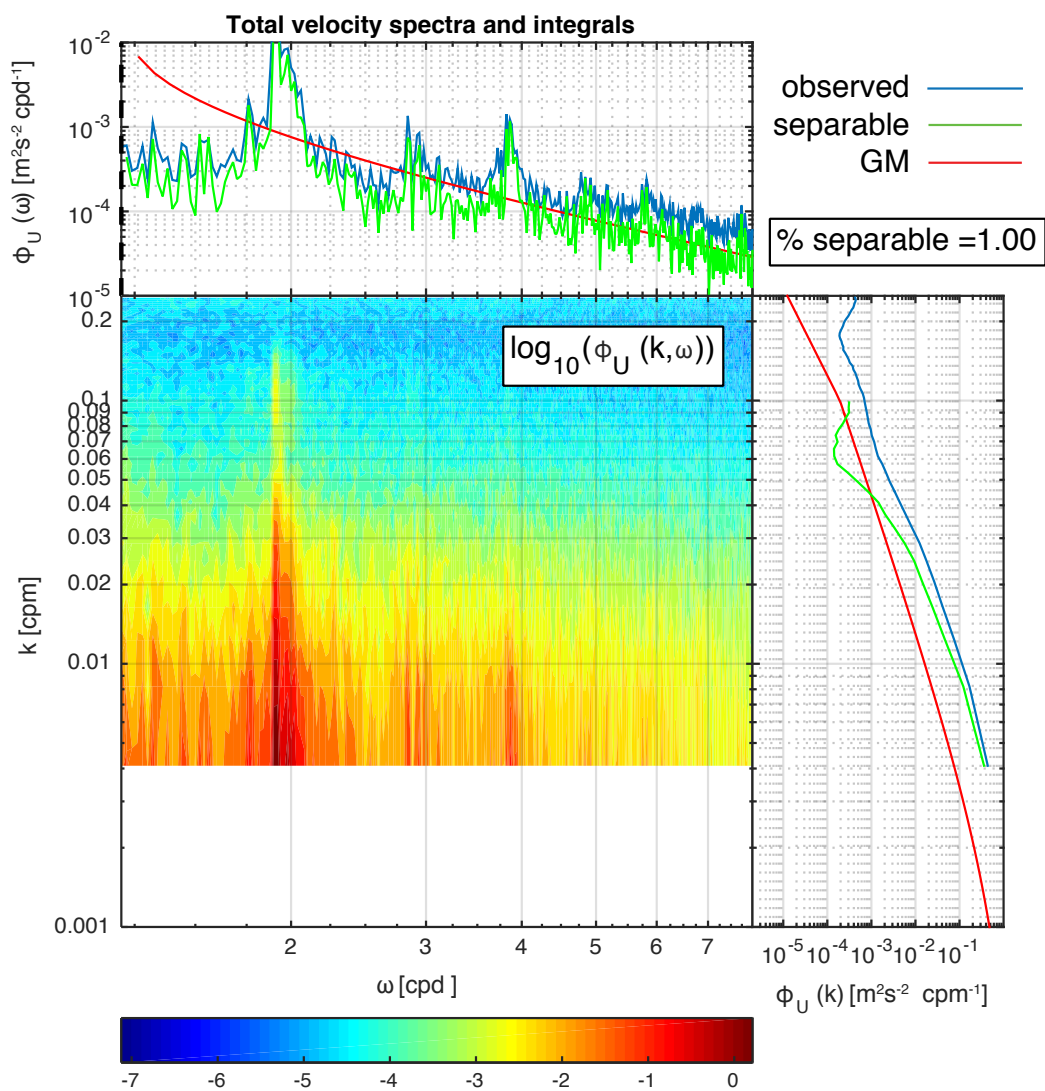 Total velocity spectra and integrals
10⁻²
10⁻³
10⁻⁴
10⁻⁵
ϕ_U (ω) [m²s⁻² cpd⁻¹]
observed
separable
GM
% separable =1.00
log₁₀(ϕ_U (k,ω))
0.2
0.1
0.09
0.08
0.07
0.06
0.05
0.04
0.03
0.02
0.01
0.001
k [cpm]
2 3 4 5 6 7
ω [cpd ]
10⁻⁵ 10⁻⁴ 10⁻³ 10⁻² 10⁻¹
ϕ_U (k) [m²s⁻² cpm⁻¹]
-7 -6 -5 -4 -3 -2 -1 0